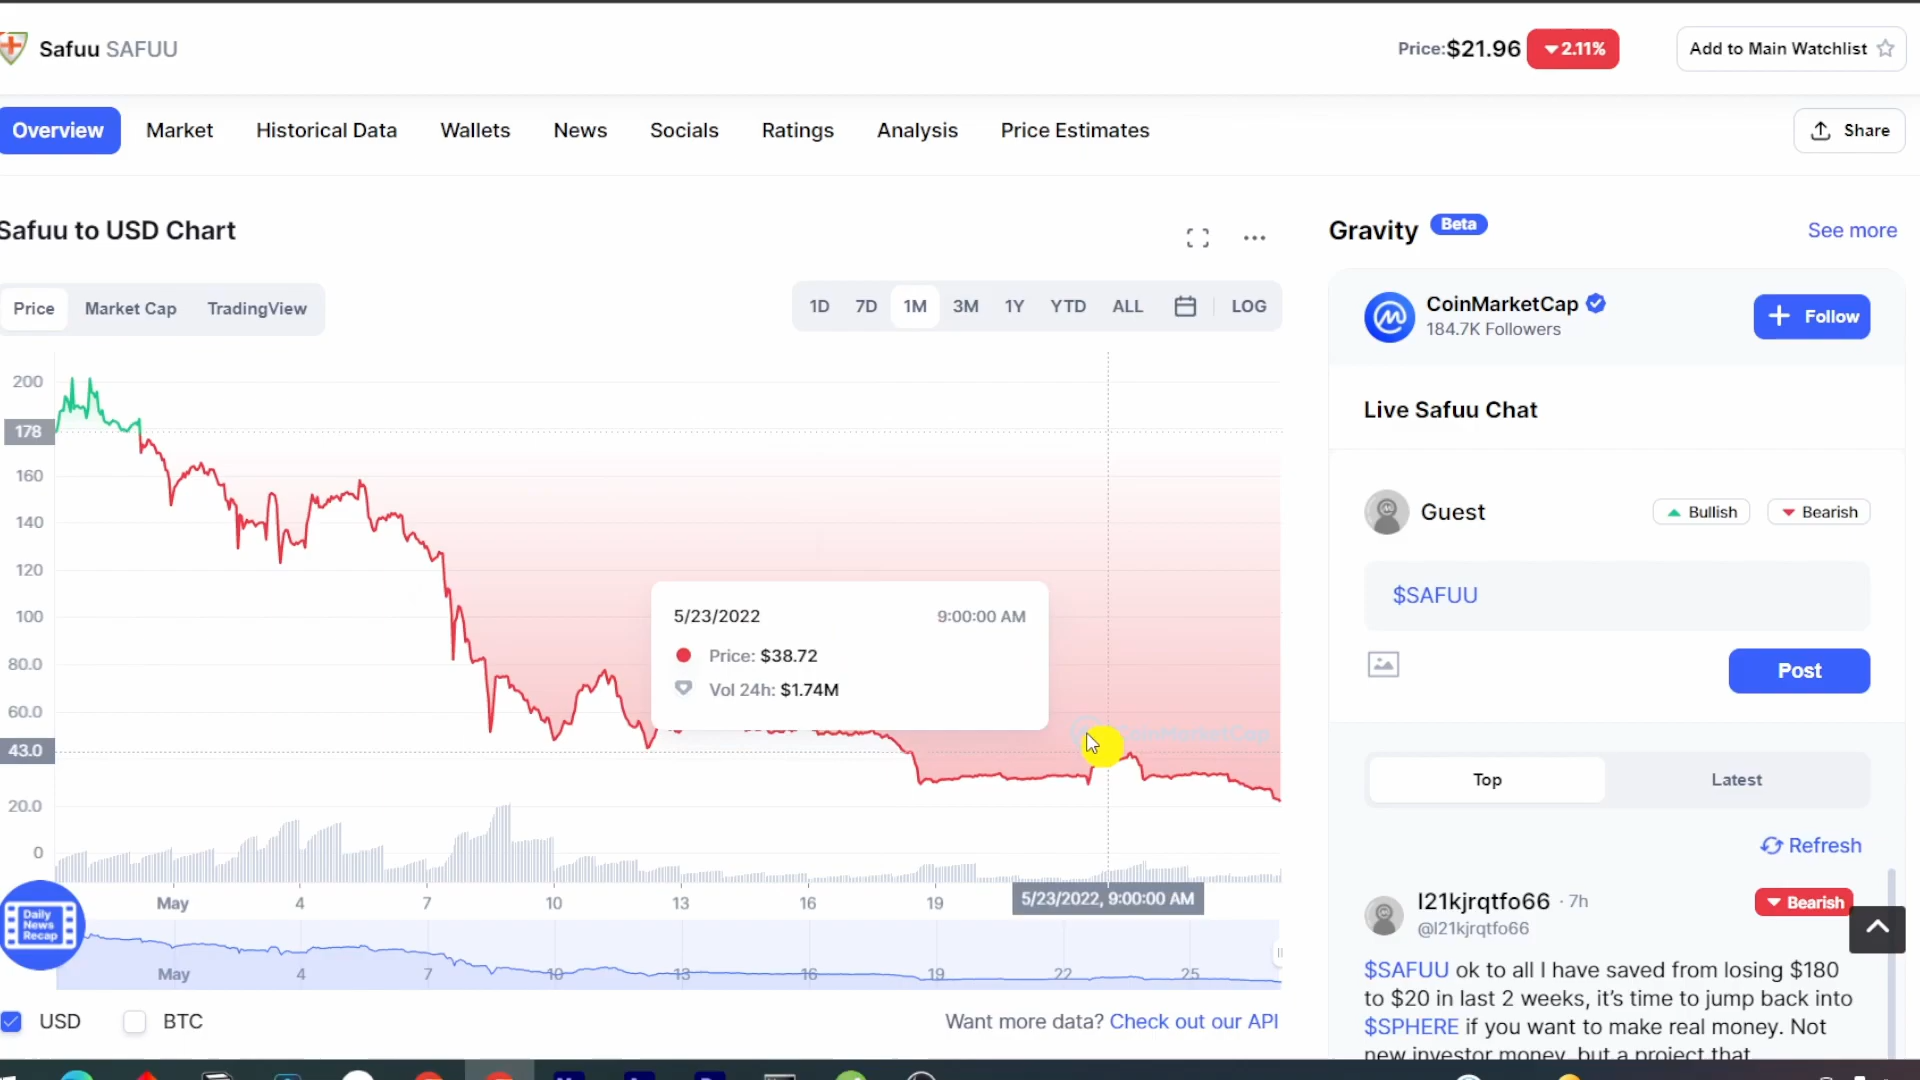 Safuu SAFUU
Price:$21.96 2.11%
Add to Main Watchlist
Overview Market Historical Data Wallets News Socials Ratings Analysis Price Estimates
Share
Safuu to USD Chart
Price Market Cap TradingView
1D 7D 1M 3M 1Y YTD ALL LOG
200
178
160
140
120
100
80.0
60.0
43.0
20.0
0
5/23/2022 9:00:00 AM
Price: $38.72
Vol 24h: $1.74M
CoinMarketCap
May 4 7 10 13 16 19 5/23/2022, 9:00:00 AM
Daily
News
Recap
May 4 7 10 13 16 19 22 25
USD BTC
Want more data? Check out our API
Gravity Beta
See more
CoinMarketCap
184.7K Followers
Follow
Live Safuu Chat
Guest
Bullish Bearish
$SAFUU
Post
Top Latest
Refresh
l21kjrqtfo66 · 7h
Bearish
@l21kjrqtfo66
$SAFUU ok to all I have saved from losing $180
to $20 in last 2 weeks, it's time to jump back into
$SPHERE if you want to make real money. Not
new investor money, but a project that